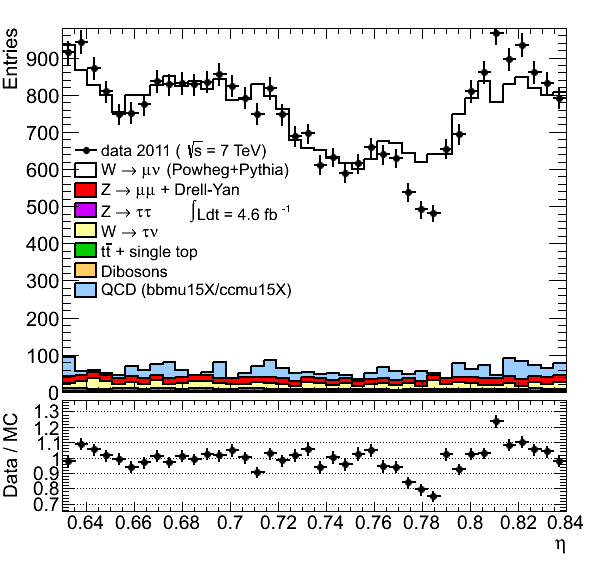 Entries
900
800
700
600
500
400
300
200
100
0
data 2011 ( √s = 7 TeV)
W → μν (Powheg+Pythia)
Z → μμ + Drell-Yan
Z → ττ
∫Ldt = 4.6 fb⁻¹
W → τν
tt̄ + single top
Dibosons
QCD (bbmu15X/ccmu15X)
Data / MC
1.3
1.2
1.1
1
0.9
0.8
0.7
0.64 0.66 0.68 0.7 0.72 0.74 0.76 0.78 0.8 0.82 0.84
η